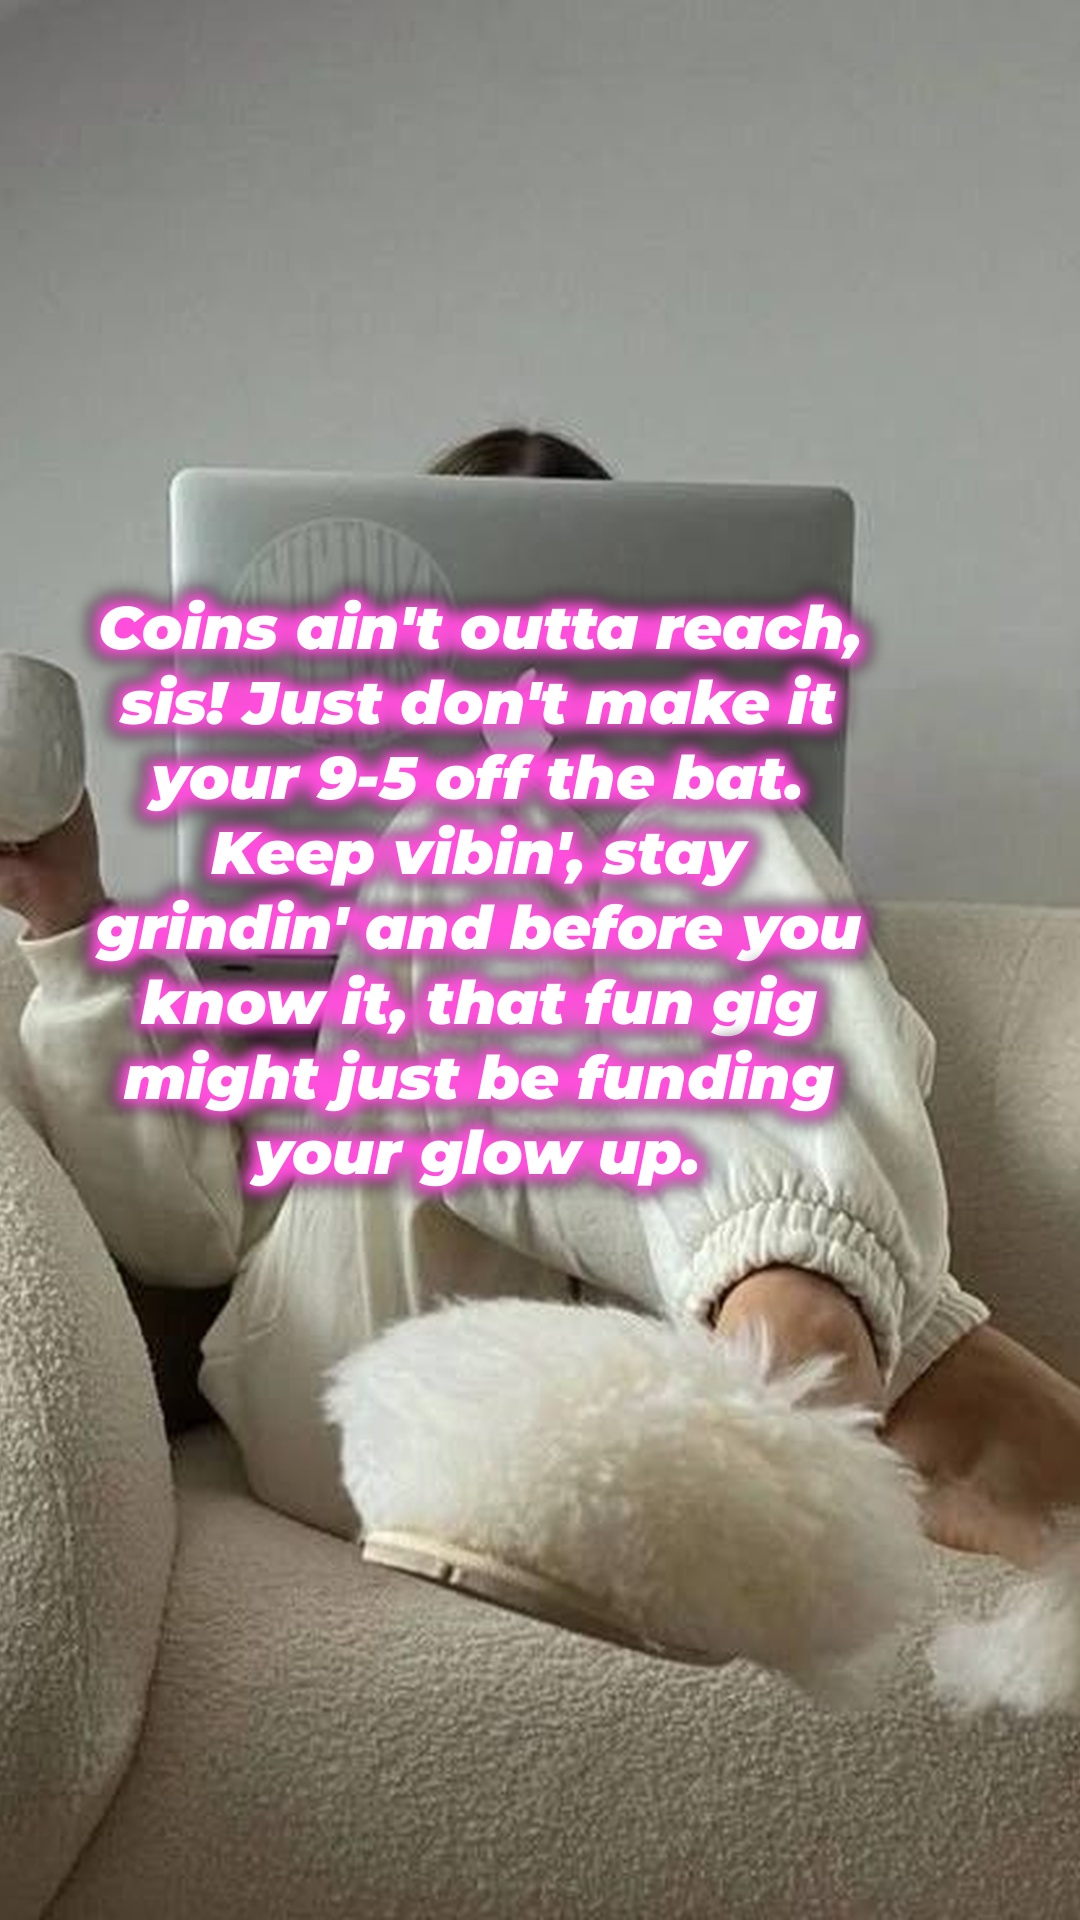 Coins ain't outta reach,
sis! Just don't make it
your 9-5 off the bat.
Keep vibin', stay
grindin' and before you
know it, that fun gig
might just be funding
your glow up.